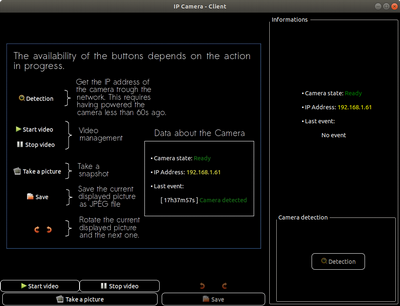 IP Camera - Client
The availability of the buttons depends on the action
in progress.
Detection
Get the IP address of
the camera trough the
network. This requires
having powered the
camera less than 60s ago.
Start video
Stop video
Video
management
Take a picture
Take a
snapshot
Save
Save the current
displayed picture
as JPEG file
Rotate the current
displayed picture
and the next one.
Data about the Camera
• Camera state: Ready
• IP Address: 192.168.1.61
• Last event:
[ 17h37m57s ] Camera detected
Start video
Stop video
Take a picture
Save
Informations
• Camera state: Ready
• IP Address: 192.168.1.61
• Last event:
No event
Camera detection
Detection